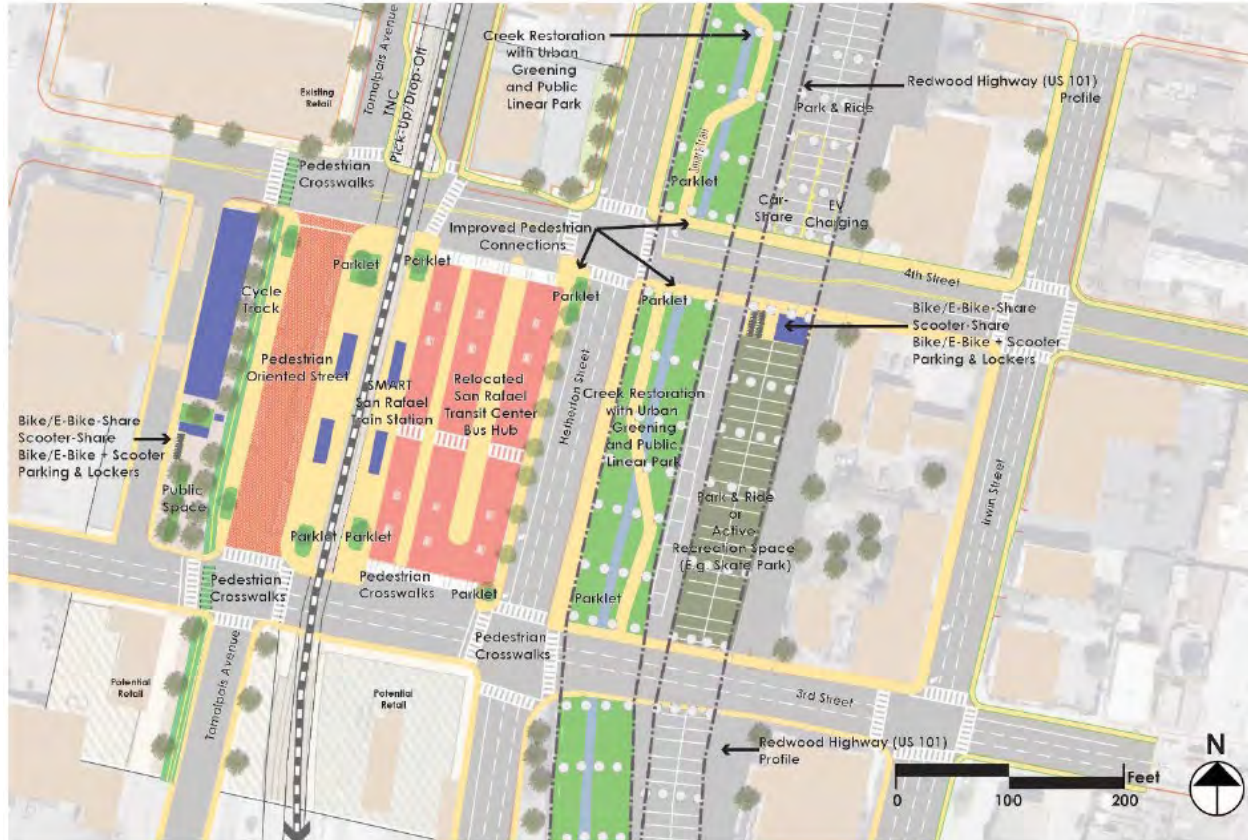 Tamalpais Avenue
TNC
Pick-Up/Drop-Off
Creek Restoration
with Urban
Greening
and Public
Linear Park
Redwood Highway (US 101)
Profile
Park & Ride
Existing
Retail
Pedestrian
Crosswalks
Smart Trail
Parklet
Car-
Share
EV
Charging
Improved Pedestrian
Connections
4th Street
Parklet
Parklet
Parklet
Parklet
Cycle
Track
Bike/E-Bike-Share
Scooter-Share
Bike/E-Bike + Scooter
Parking & Lockers
Pedestrian
Oriented Street
SMART
San Rafael
Train Station
Relocated
San Rafael
Transit Center
Bus Hub
Hetherton Street
Creek Restoration
with Urban
Greening
and Public
Linear Park
Bike/E-Bike-Share
Scooter-Share
Bike/E-Bike + Scooter
Parking & Lockers
Public
Space
Park & Ride
or
Active
Recreation Space
(E.g. Skate Park)
Irwin Street
Parklet
Parklet
Pedestrian
Crosswalks
Pedestrian
Crosswalks
Parklet
Parklet
Pedestrian
Crosswalks
Potential
Retail
Tamalpais Avenue
Potential
Retail
3rd Street
Redwood Highway (US 101)
Profile
Feet
0
100
200
N